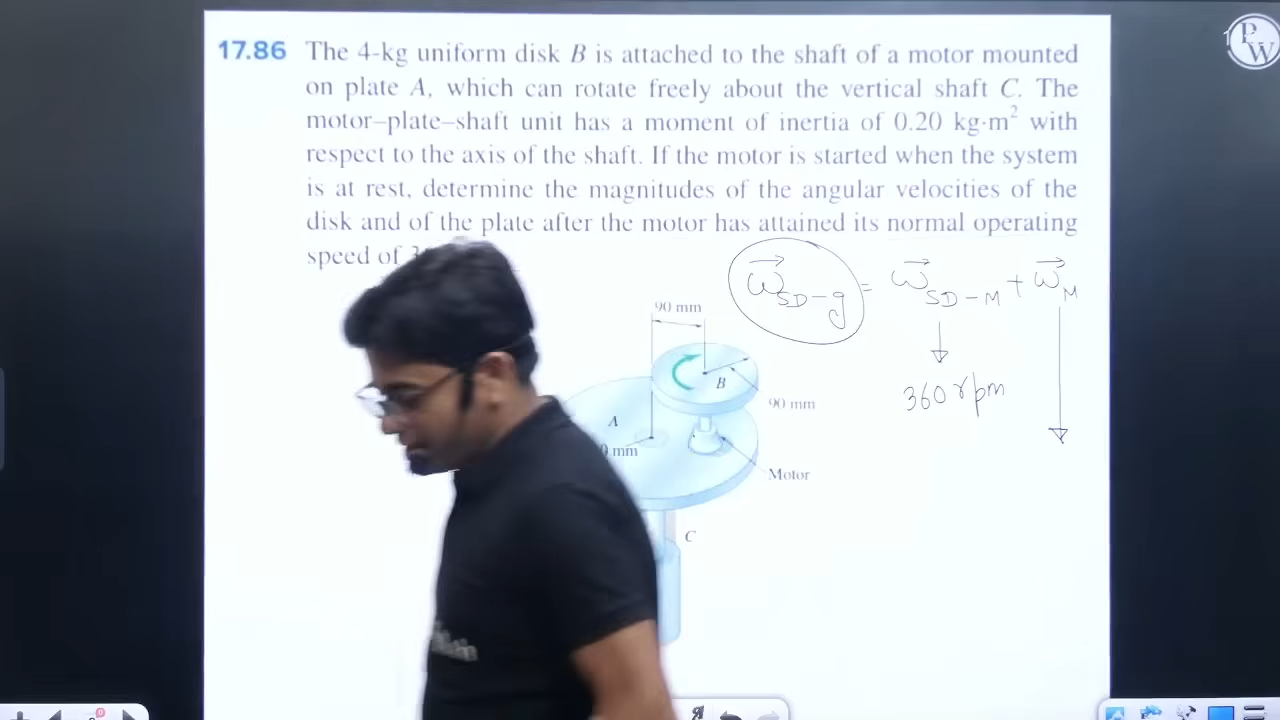 17.86 The 4-kg uniform disk B is attached to the shaft of a motor mounted
on plate A, which can rotate freely about the vertical shaft C. The
motor–plate–shaft unit has a moment of inertia of 0.20 kg·m² with
respect to the axis of the shaft. If the motor is started when the system
is at rest, determine the magnitudes of the angular velocities of the
disk and of the plate after the motor has attained its normal operating
speed of
ω⃗SD-g = ω⃗SD-M + ω⃗M
360 rpm
90 mm
B
90 mm
A
mm
Motor
C
PW